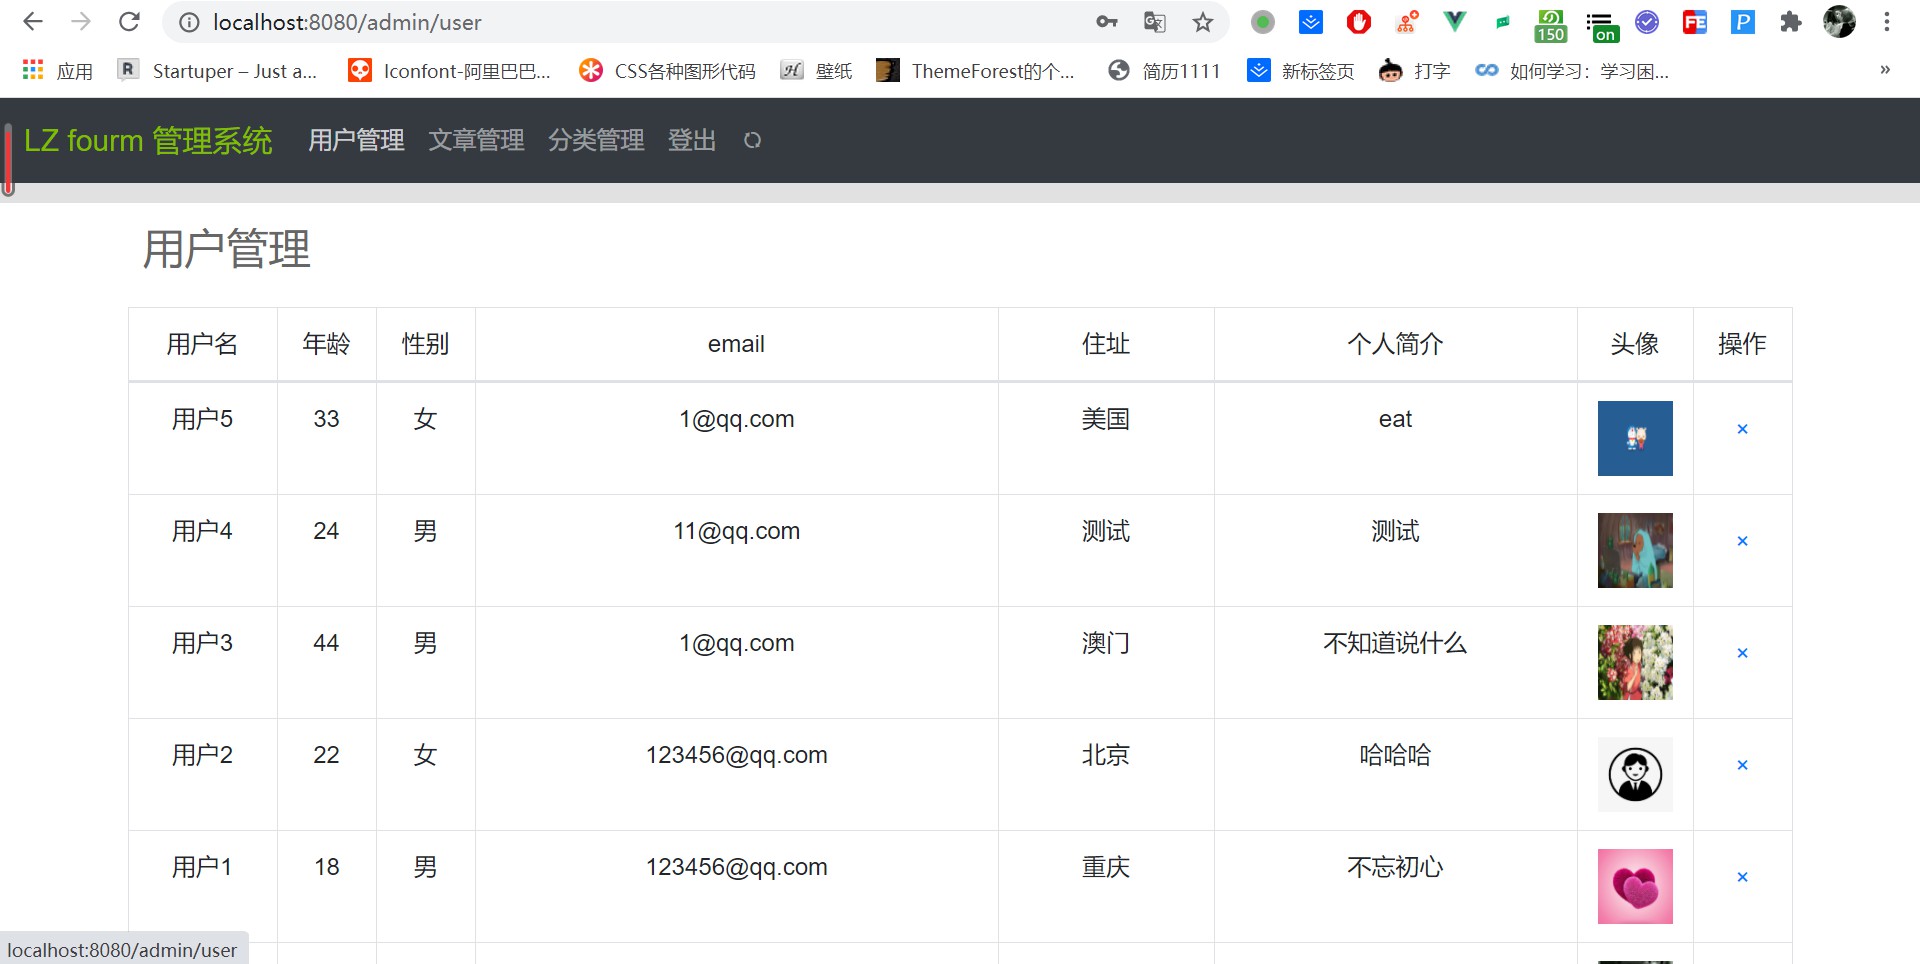 localhost:8080/admin/user
150
on
FE
P
应用
R
Startuper – Just a...
Iconfont-阿里巴巴...
CSS各种图形代码
H
壁纸
ThemeForest的个...
简历1111
新标签页
打字
如何学习：学习困...
»
LZ fourm 管理系统 用户管理 文章管理 分类管理 登出
用户管理
用户名 年龄 性别 email 住址 个人简介 头像 操作
用户5 33 女 1@qq.com 美国 eat ×
用户4 24 男 11@qq.com 测试 测试 ×
用户3 44 男 1@qq.com 澳门 不知道说什么 ×
用户2 22 女 123456@qq.com 北京 哈哈哈 ×
用户1 18 男 123456@qq.com 重庆 不忘初心 ×
localhost:8080/admin/user